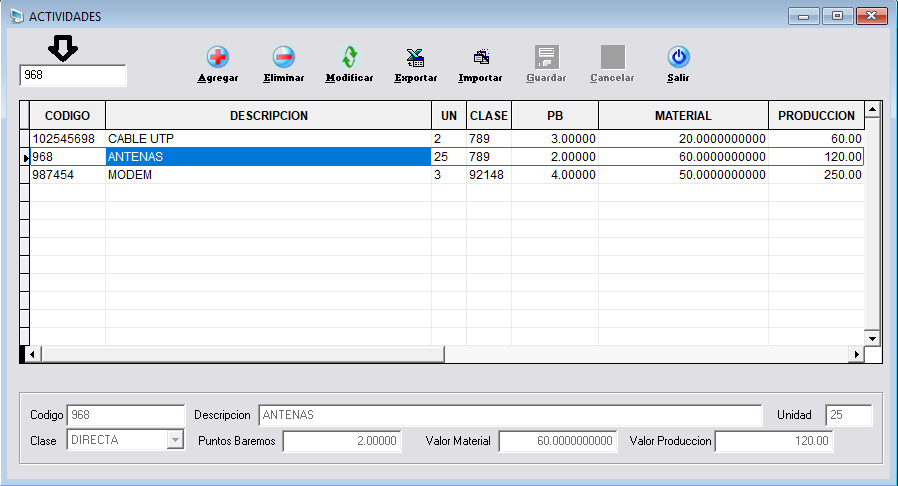 ACTIVIDADES
968
Agregar Eliminar Modificar Exportar Importar Guardar Cancelar Salir
CODIGO DESCRIPCION UN CLASE PB MATERIAL PRODUCCION
102545698 CABLE UTP 2 789 3.00000 20.0000000000 60.00
968 ANTENAS 25 789 2.00000 60.0000000000 120.00
987454 MODEM 3 92148 4.00000 50.0000000000 250.00
Codigo 968 Descripcion ANTENAS Unidad 25
Clase DIRECTA Puntos Baremos 2.00000 Valor Material 60.0000000000 Valor Produccion 120.00